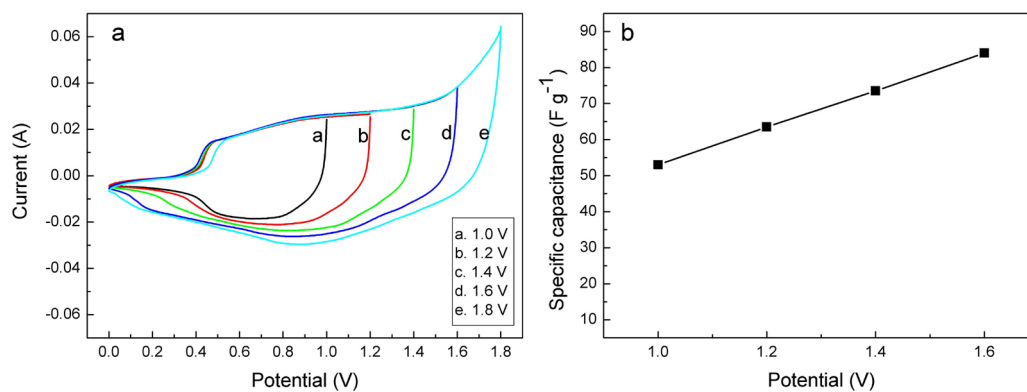 a
0.06
0.04
0.02
0.00
-0.02
-0.04
-0.06
Current (A)
a
b
c
d
e
a. 1.0 V
b. 1.2 V
c. 1.4 V
d. 1.6 V
e. 1.8 V
0.0 0.2 0.4 0.6 0.8 1.0 1.2 1.4 1.6 1.8
Potential (V)
b
90
80
70
60
50
40
30
20
10
Specific capacitance (F g⁻¹)
1.0 1.2 1.4 1.6
Potential (V)